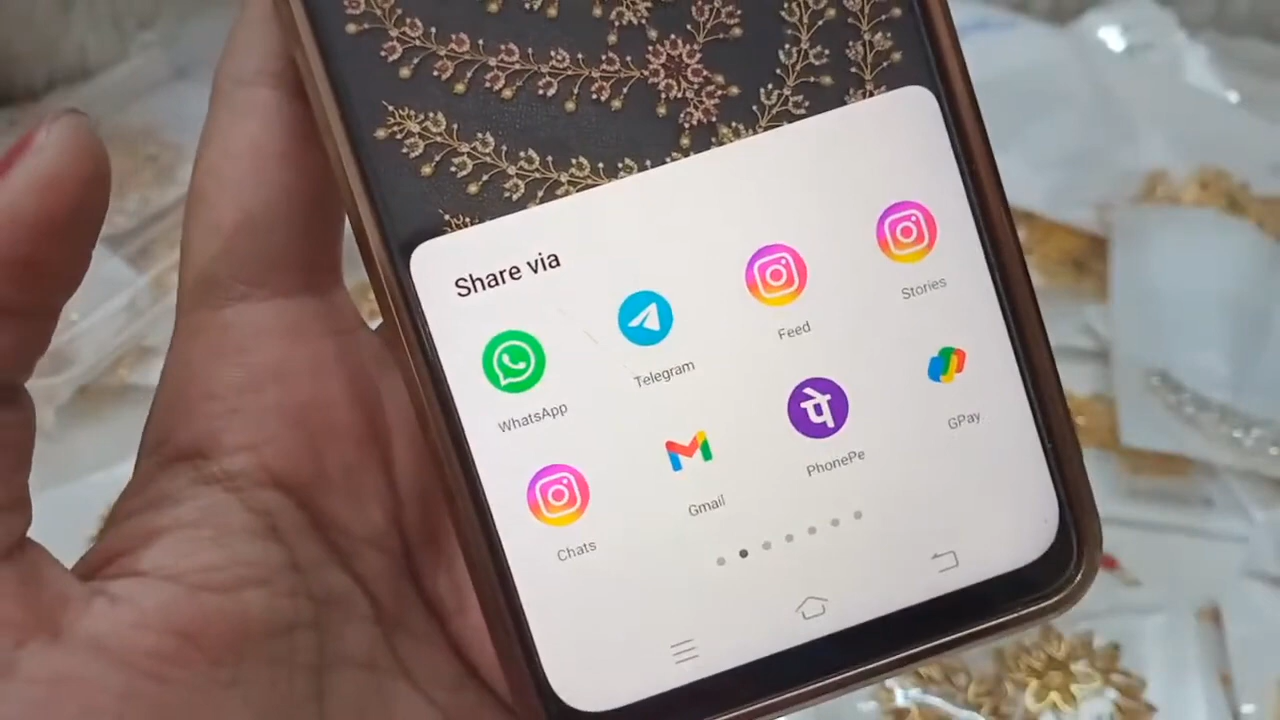 Share via
WhatsApp
Telegram
Feed
Stories
Chats
Gmail
पे
PhonePe
GPay